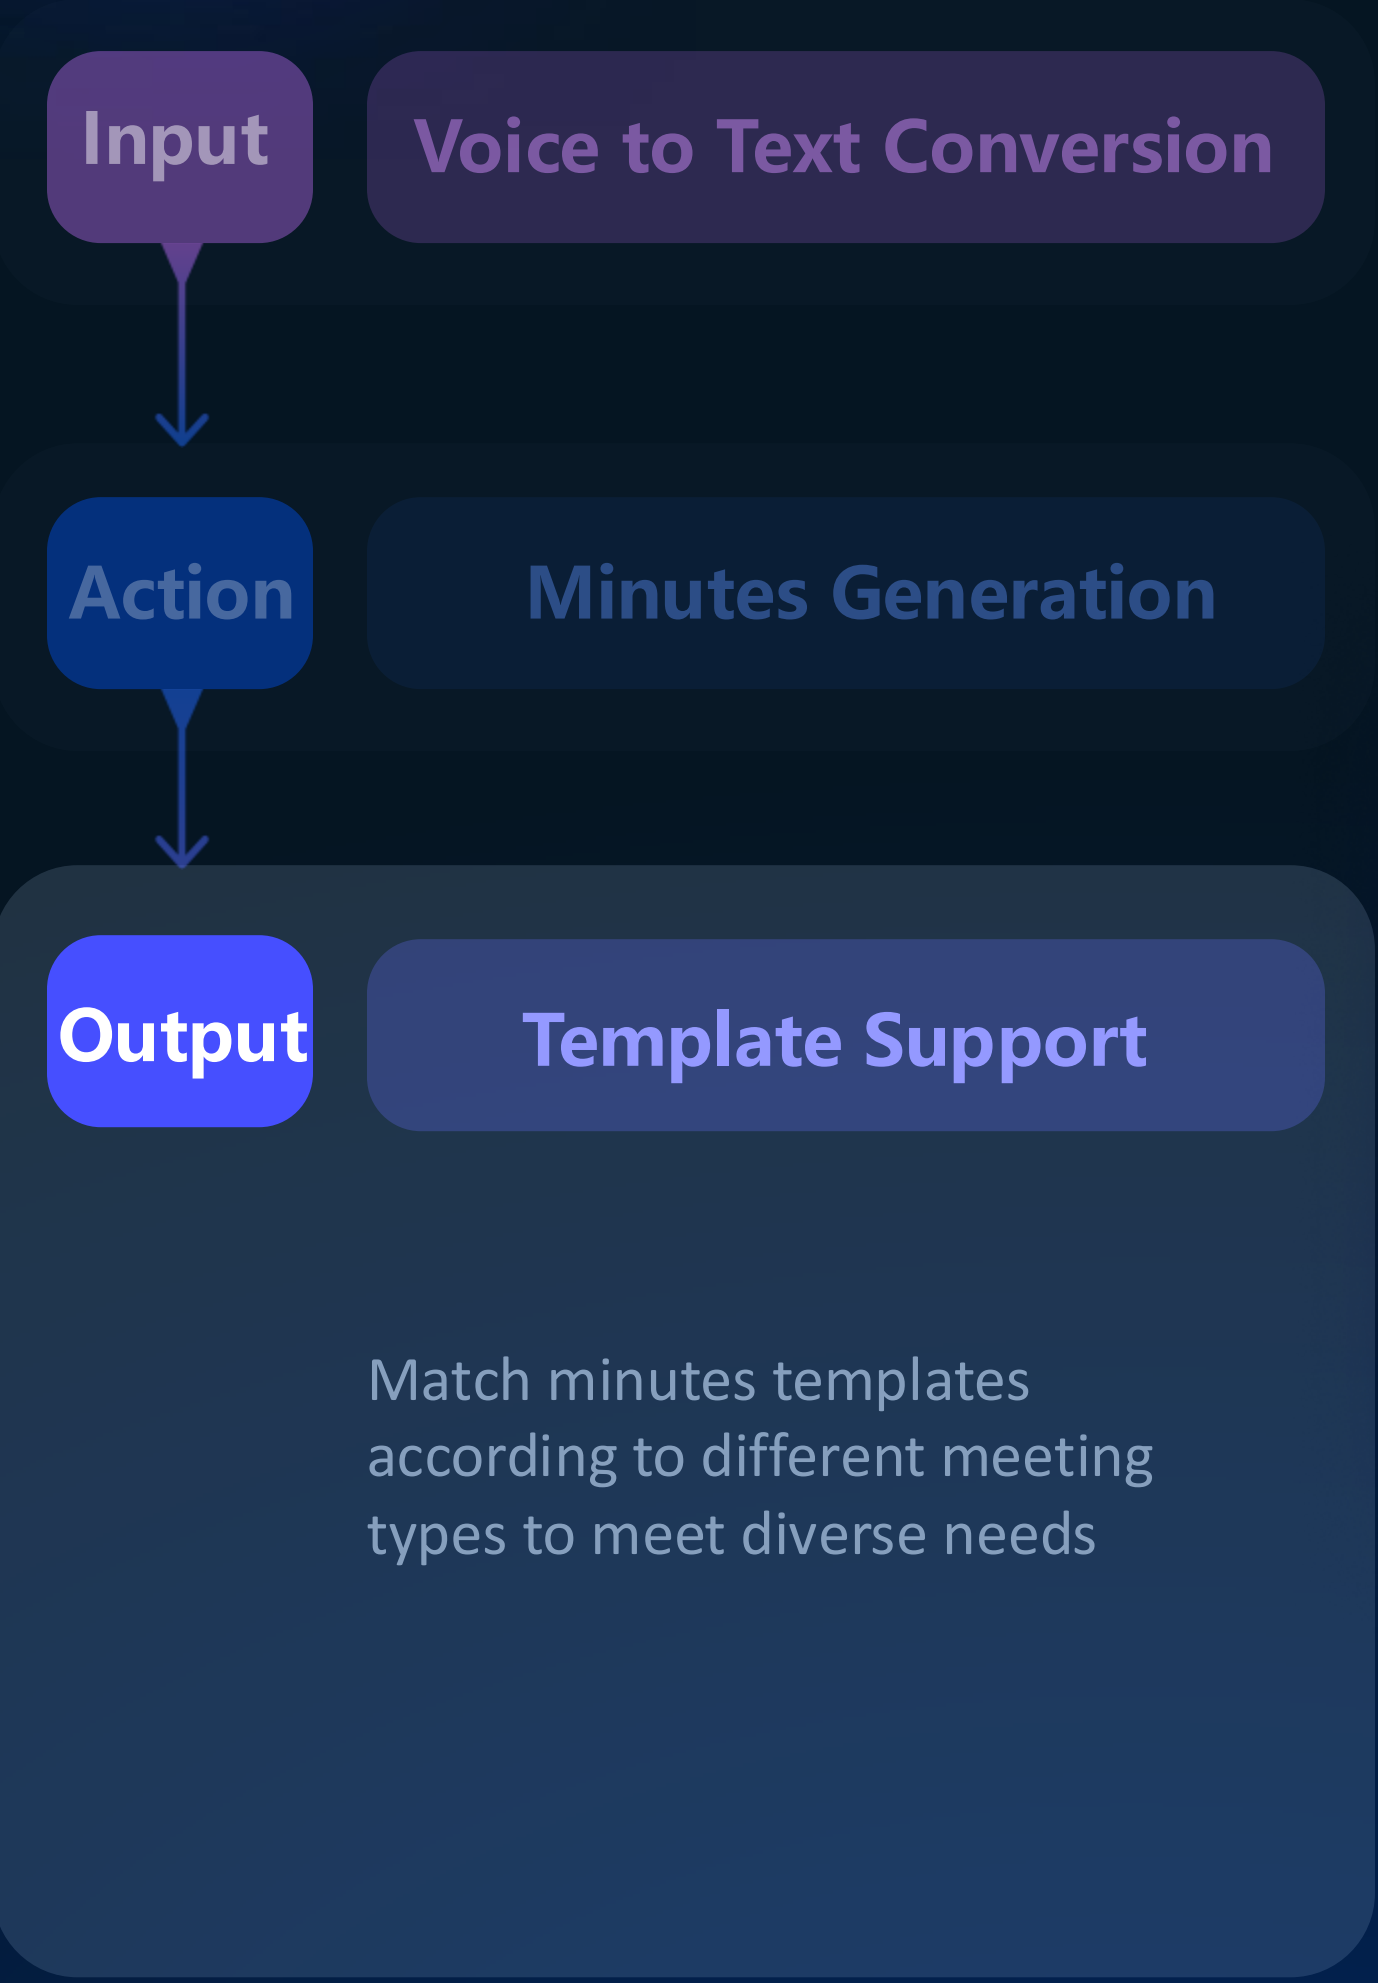 Input
Voice to Text Conversion
Action
Minutes Generation
Output
Template Support
Match minutes templates
according to different meeting
types to meet diverse needs